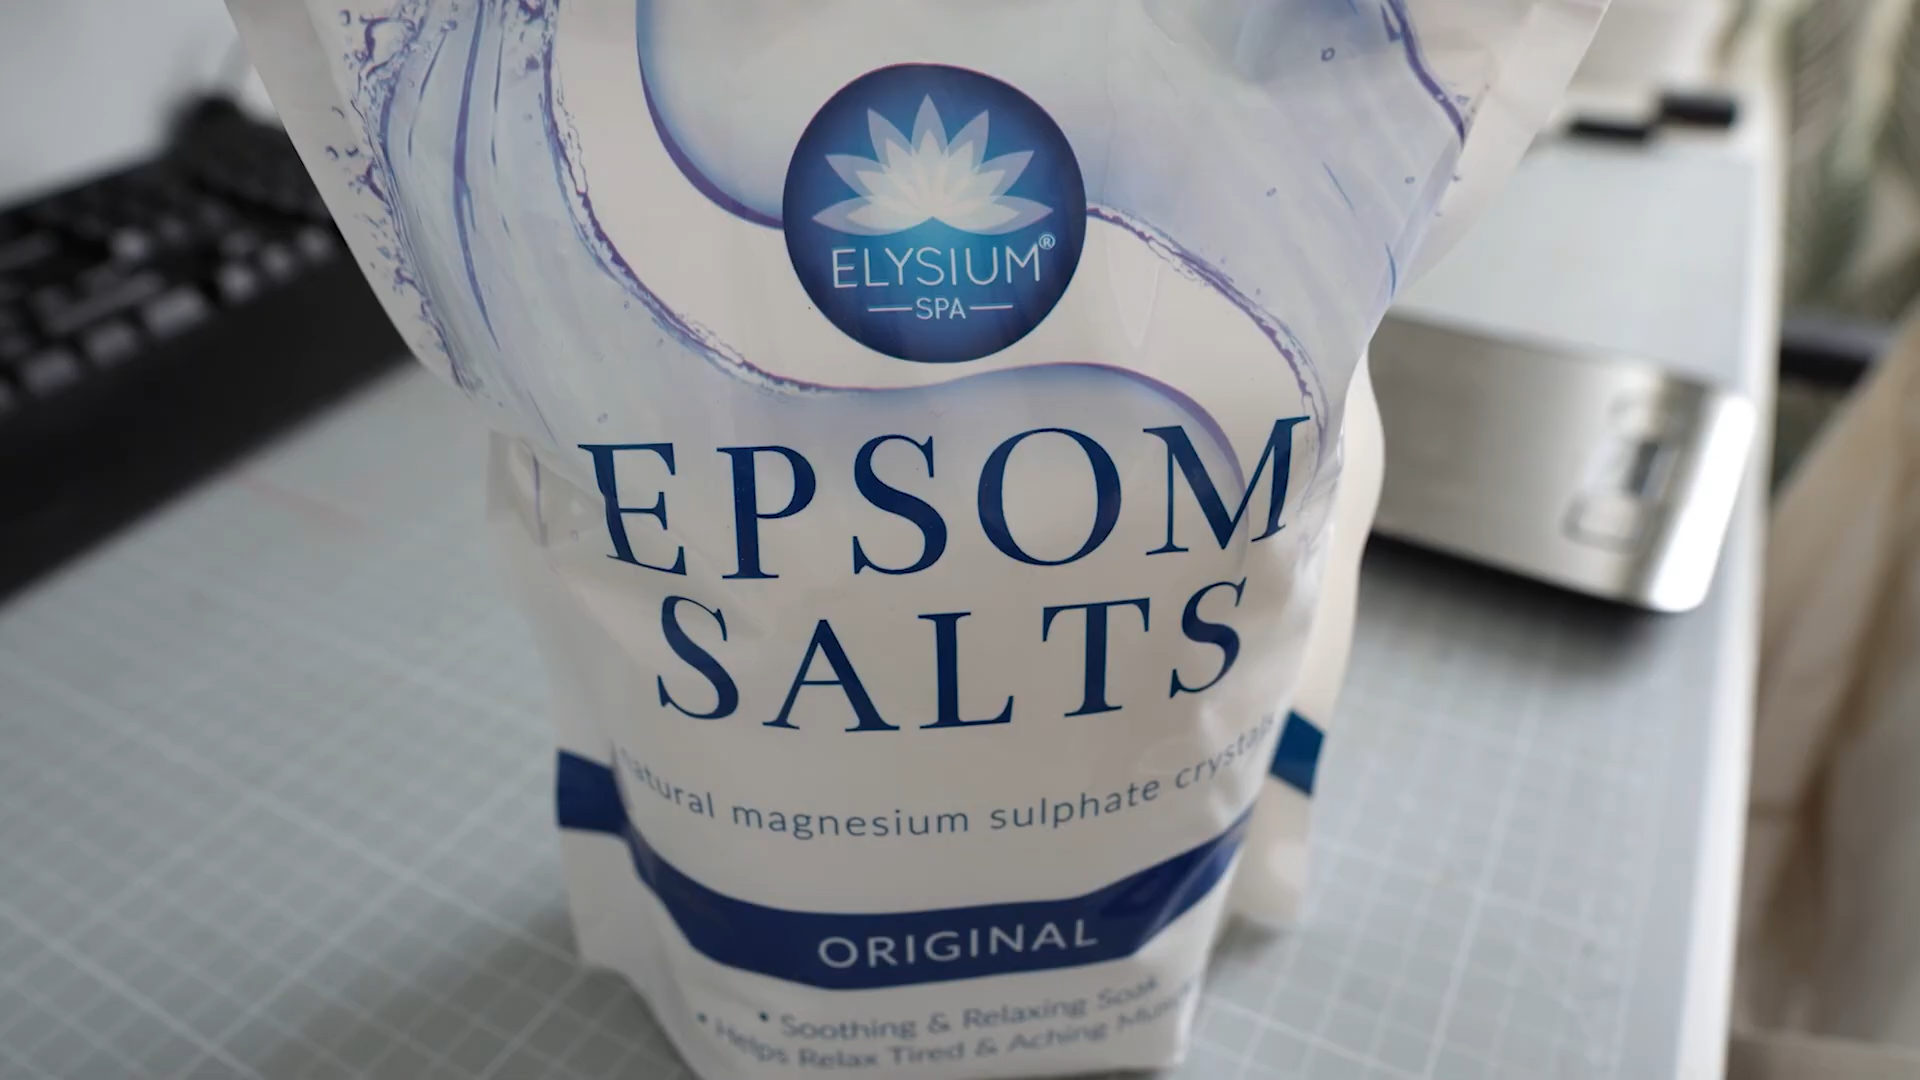 ELYSIUM®
SPA
EPSOM
SALTS
natural magnesium sulphate crystals
ORIGINAL
• Soothing & Relaxing Soak
• Helps Relax Tired & Aching